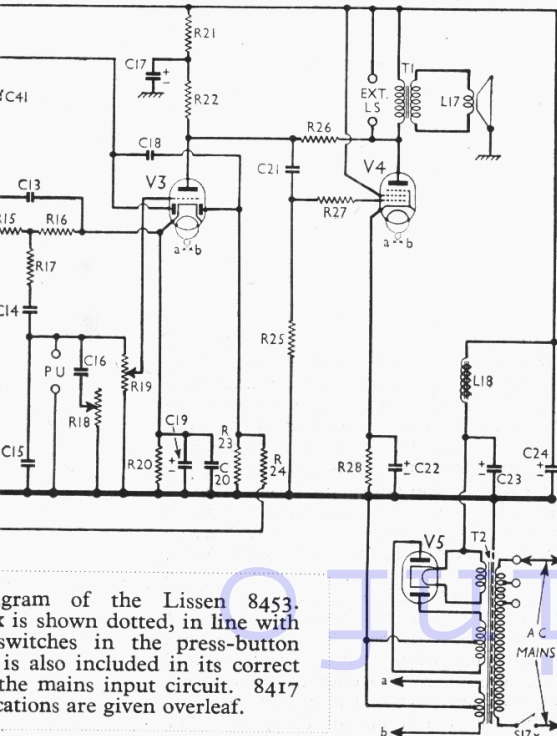 R21
C17
+
-
R22
C41
C18
C13
V3
R15
R16
a
b
R17
C14
PU
C16
R19
R18
C15
C19
+
-
R20
C
20
R
23
R
24
R26
C21
R27
R25
EXT.
LS
T1
L17
V4
a
b
R28
+
-
C22
L18
+
-
C23
C24
+
-
V5
T2
AC
MAINS
a
b
S17x
gram of the Lissen 8453.
x is shown dotted, in line with
switches in the press-button
is also included in its correct
the mains input circuit. 8417
cations are given overleaf.